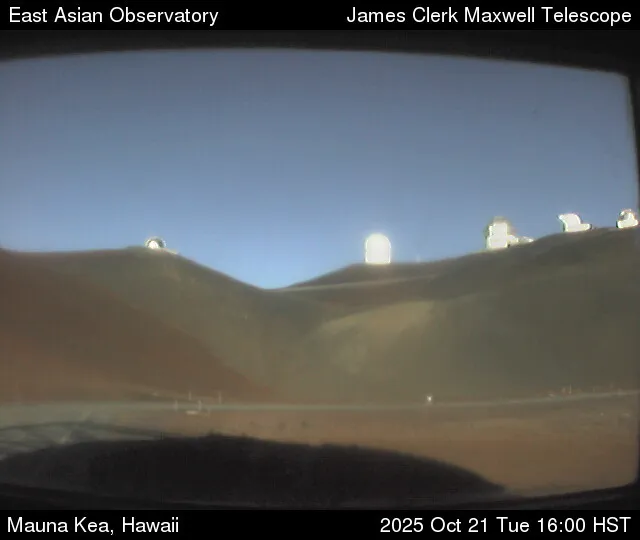 East Asian Observatory
James Clerk Maxwell Telescope
Mauna Kea, Hawaii
2025 Oct 21 Tue 16:00 HST